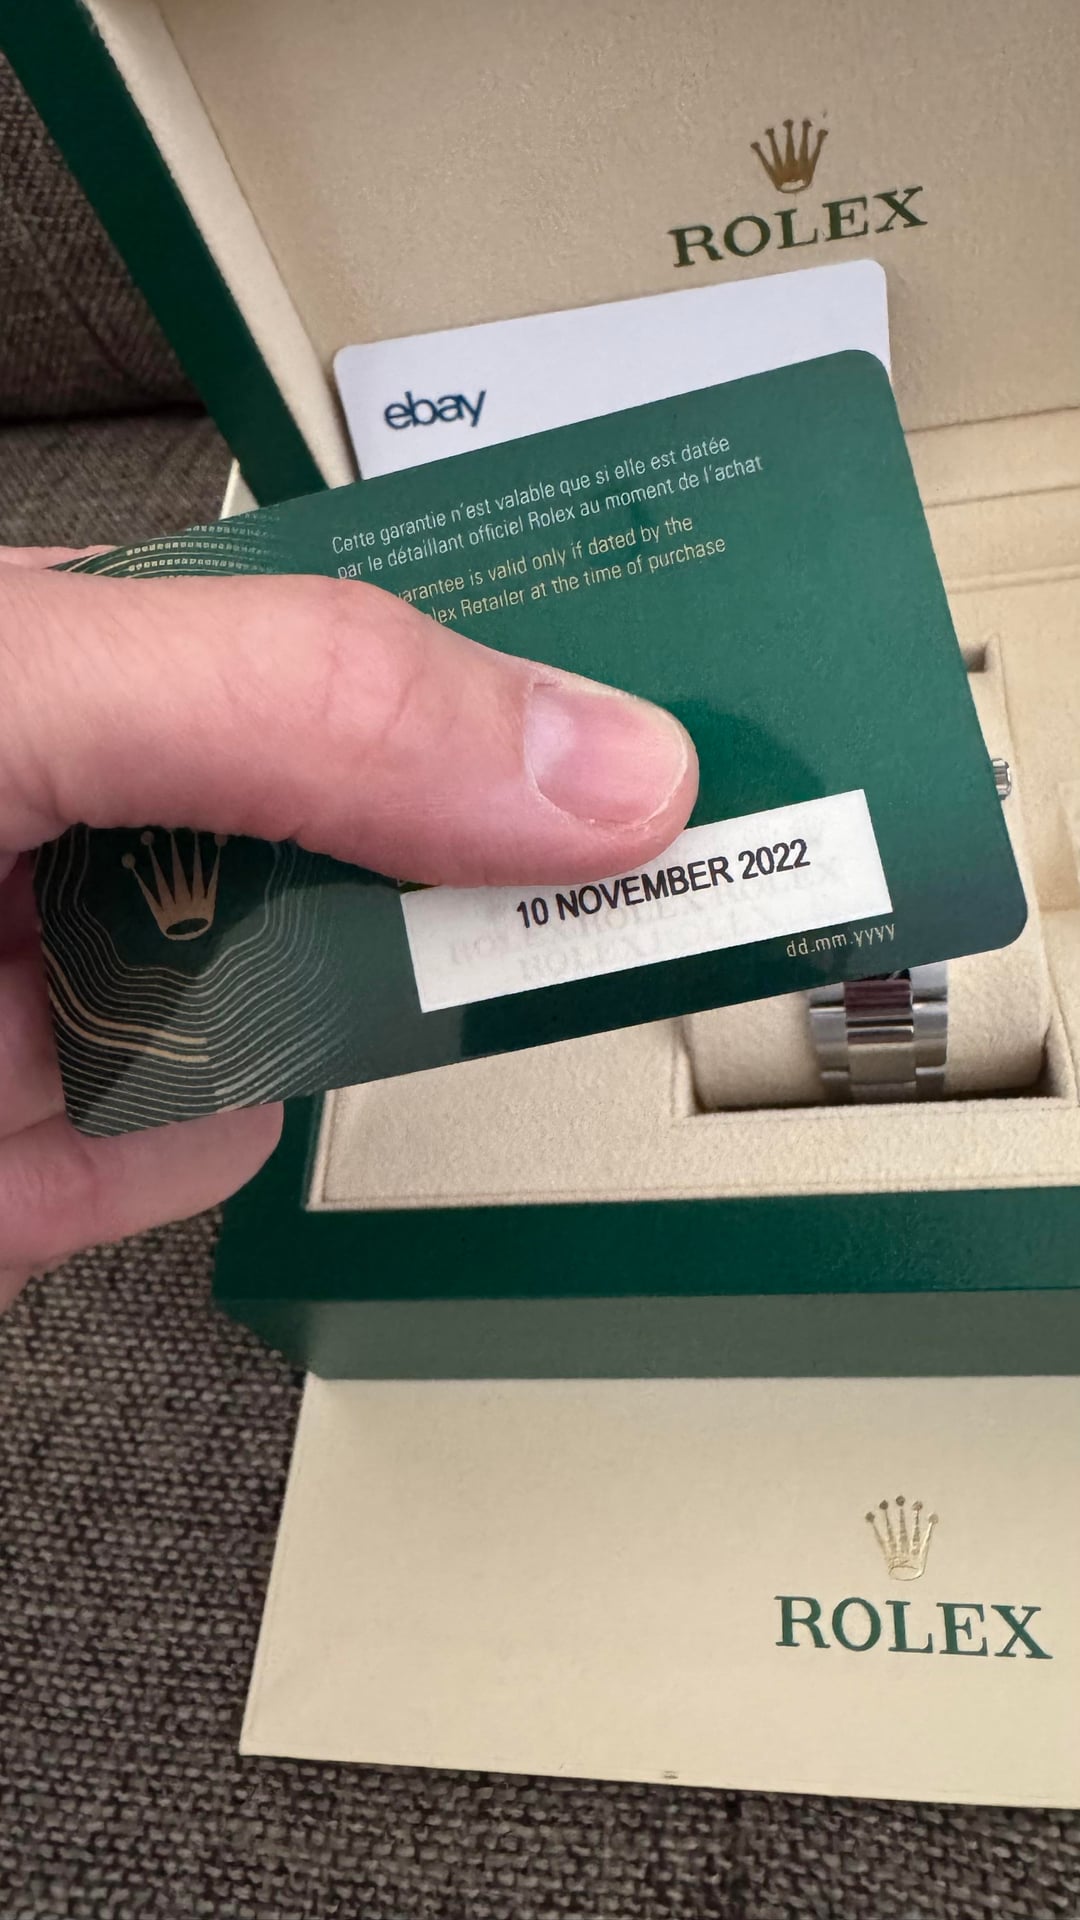 ROLEX
ebay
Cette garantie n'est valable que si elle est datée
par le détaillant officiel Rolex au moment de l'achat
is valid only if dated by the
Retailer at the time of purchase
10 NOVEMBER 2022
dd.mm.yyyy
ROLEX